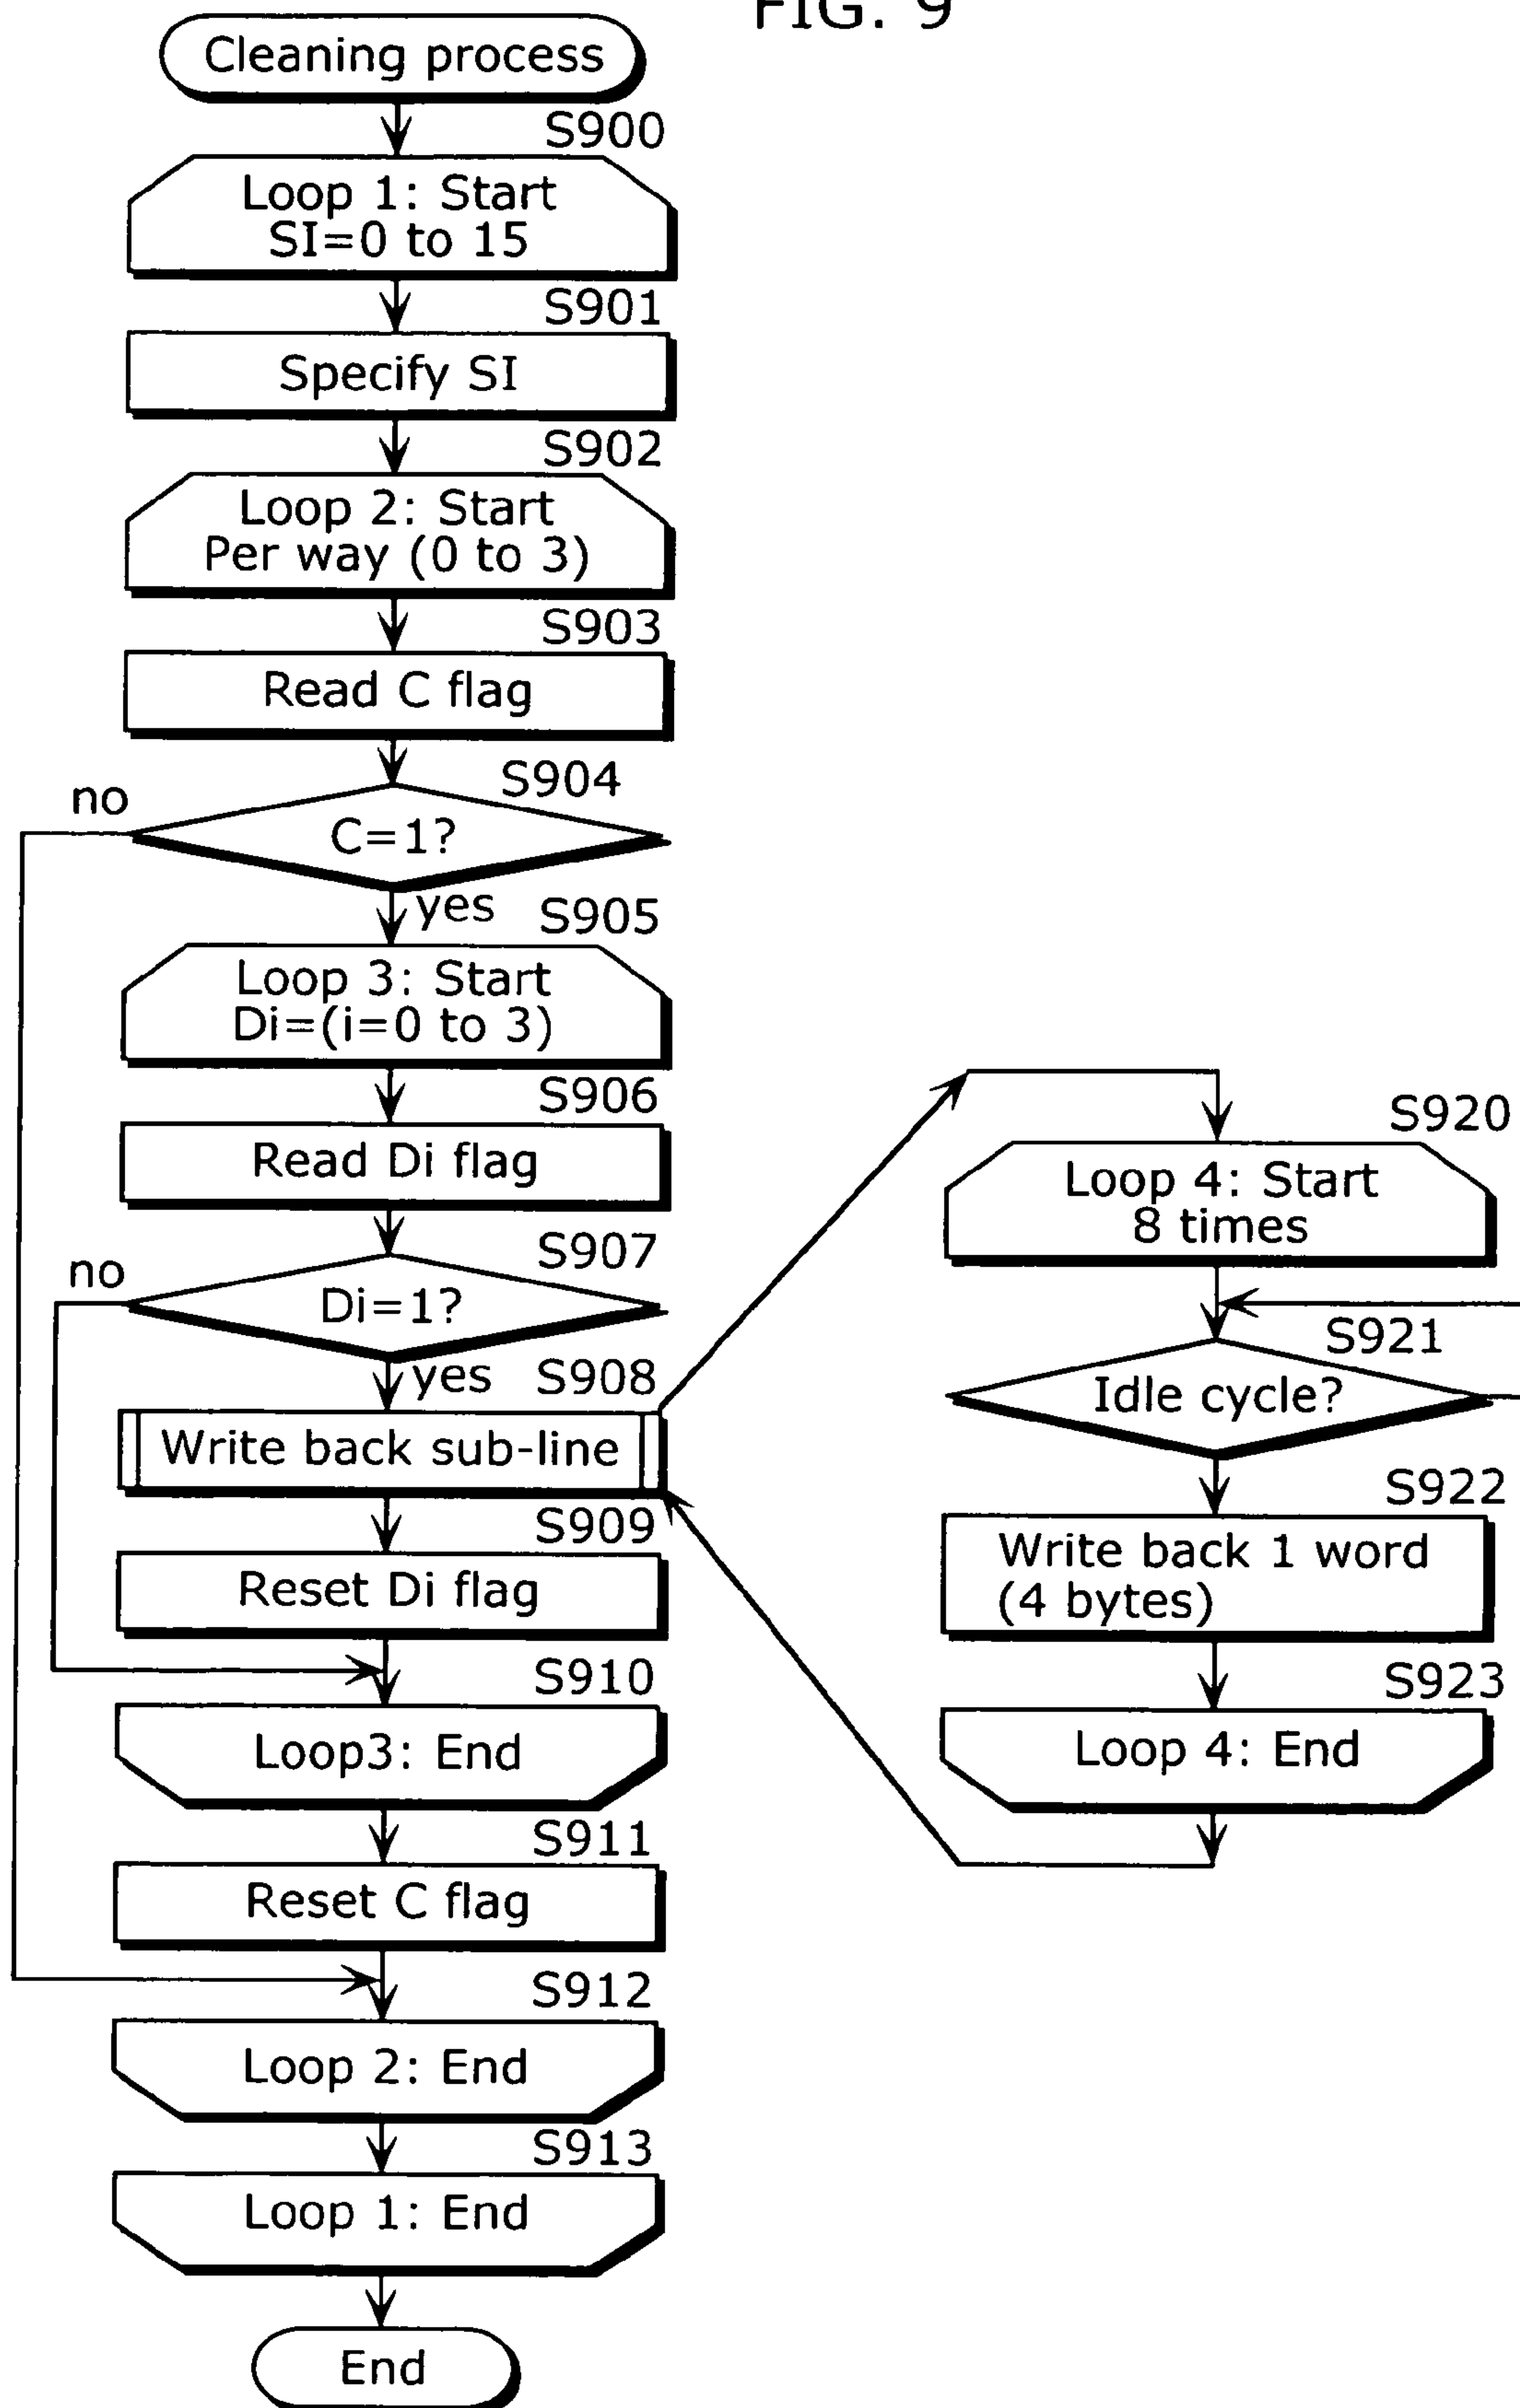 FIG. 9
Cleaning process
S900
Loop 1: Start
SI=0 to 15
S901
Specify SI
S902
Loop 2: Start
Per way (0 to 3)
S903
Read C flag
S904
no
C=1?
yes
S905
Loop 3: Start
Di=(i=0 to 3)
S906
Read Di flag
S907
no
Di=1?
yes
S908
Write back sub-line
S909
Reset Di flag
S910
Loop3: End
S911
Reset C flag
S912
Loop 2: End
S913
Loop 1: End
End
S920
Loop 4: Start
8 times
S921
Idle cycle?
S922
Write back 1 word
(4 bytes)
S923
Loop 4: End